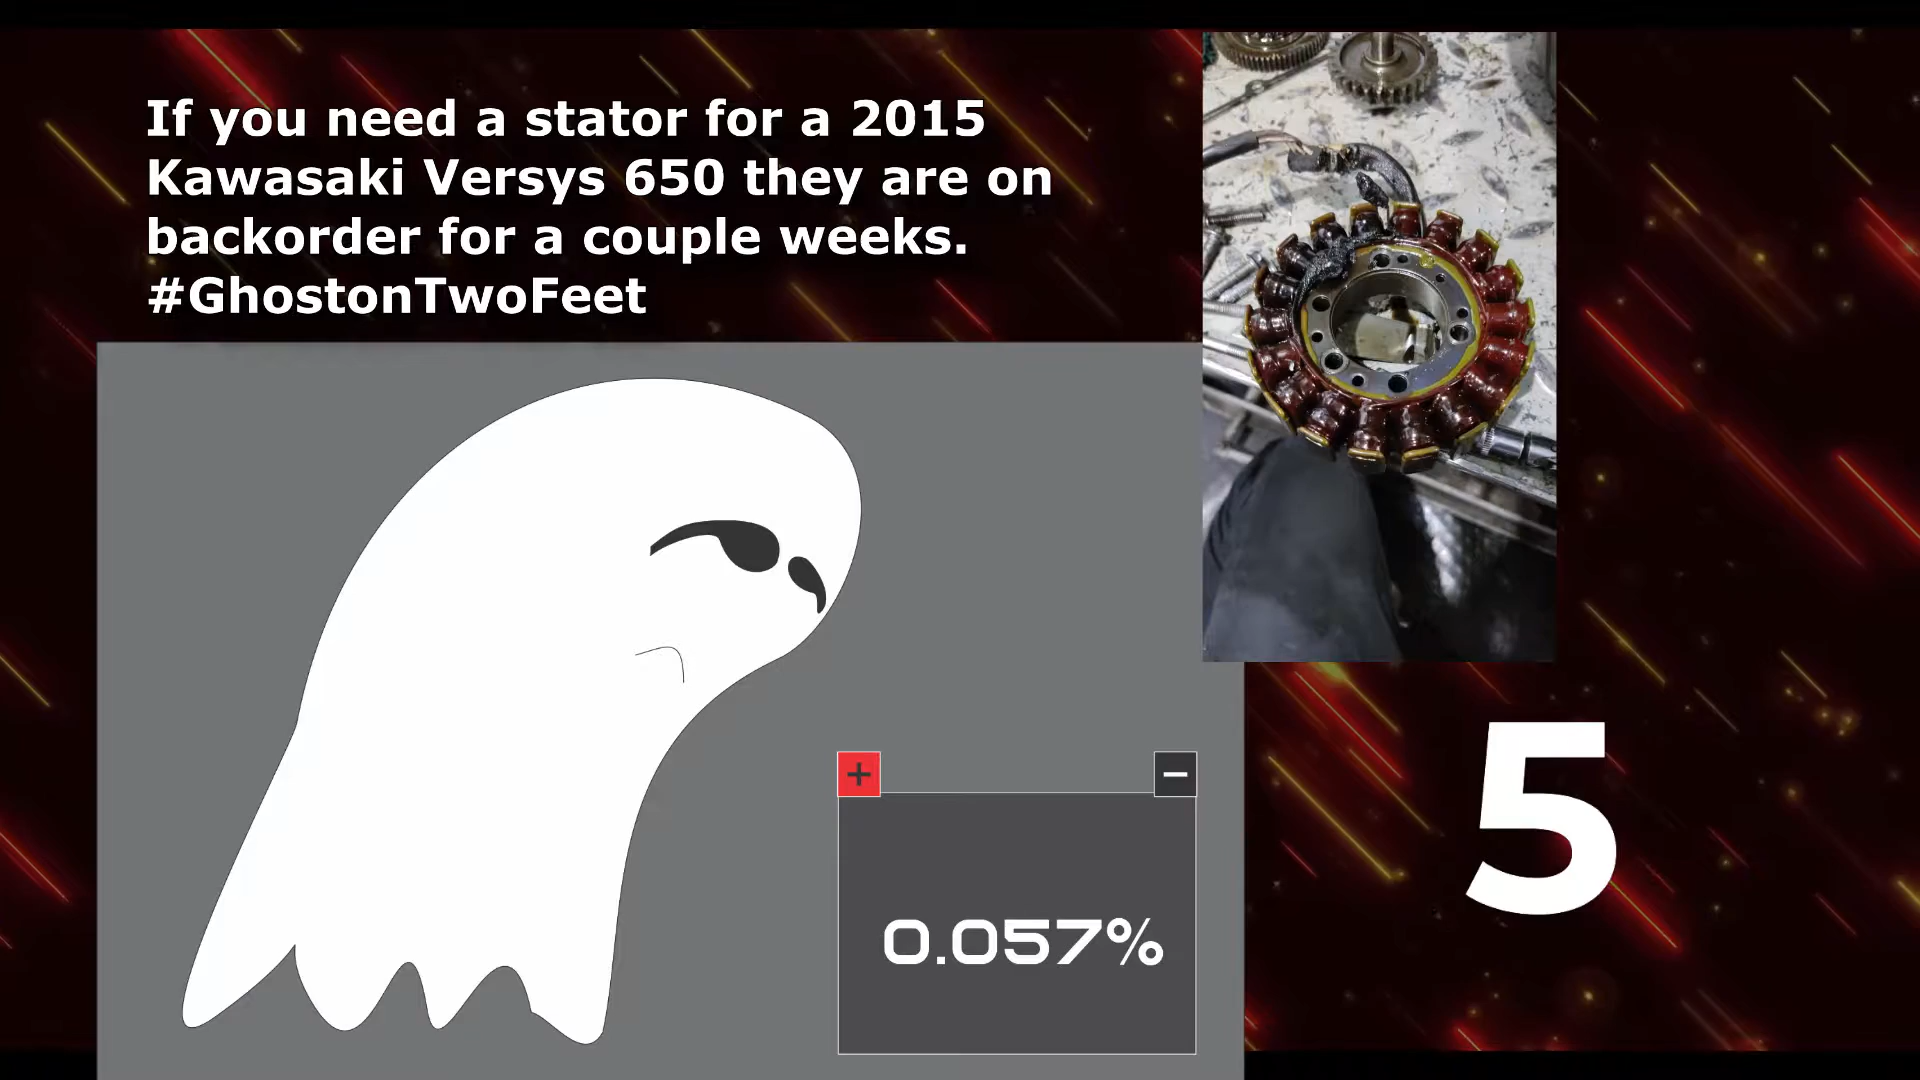 If you need a stator for a 2015
Kawasaki Versys 650 they are on
backorder for a couple weeks.
#GhostonTwoFeet
+
−
0.057%
5